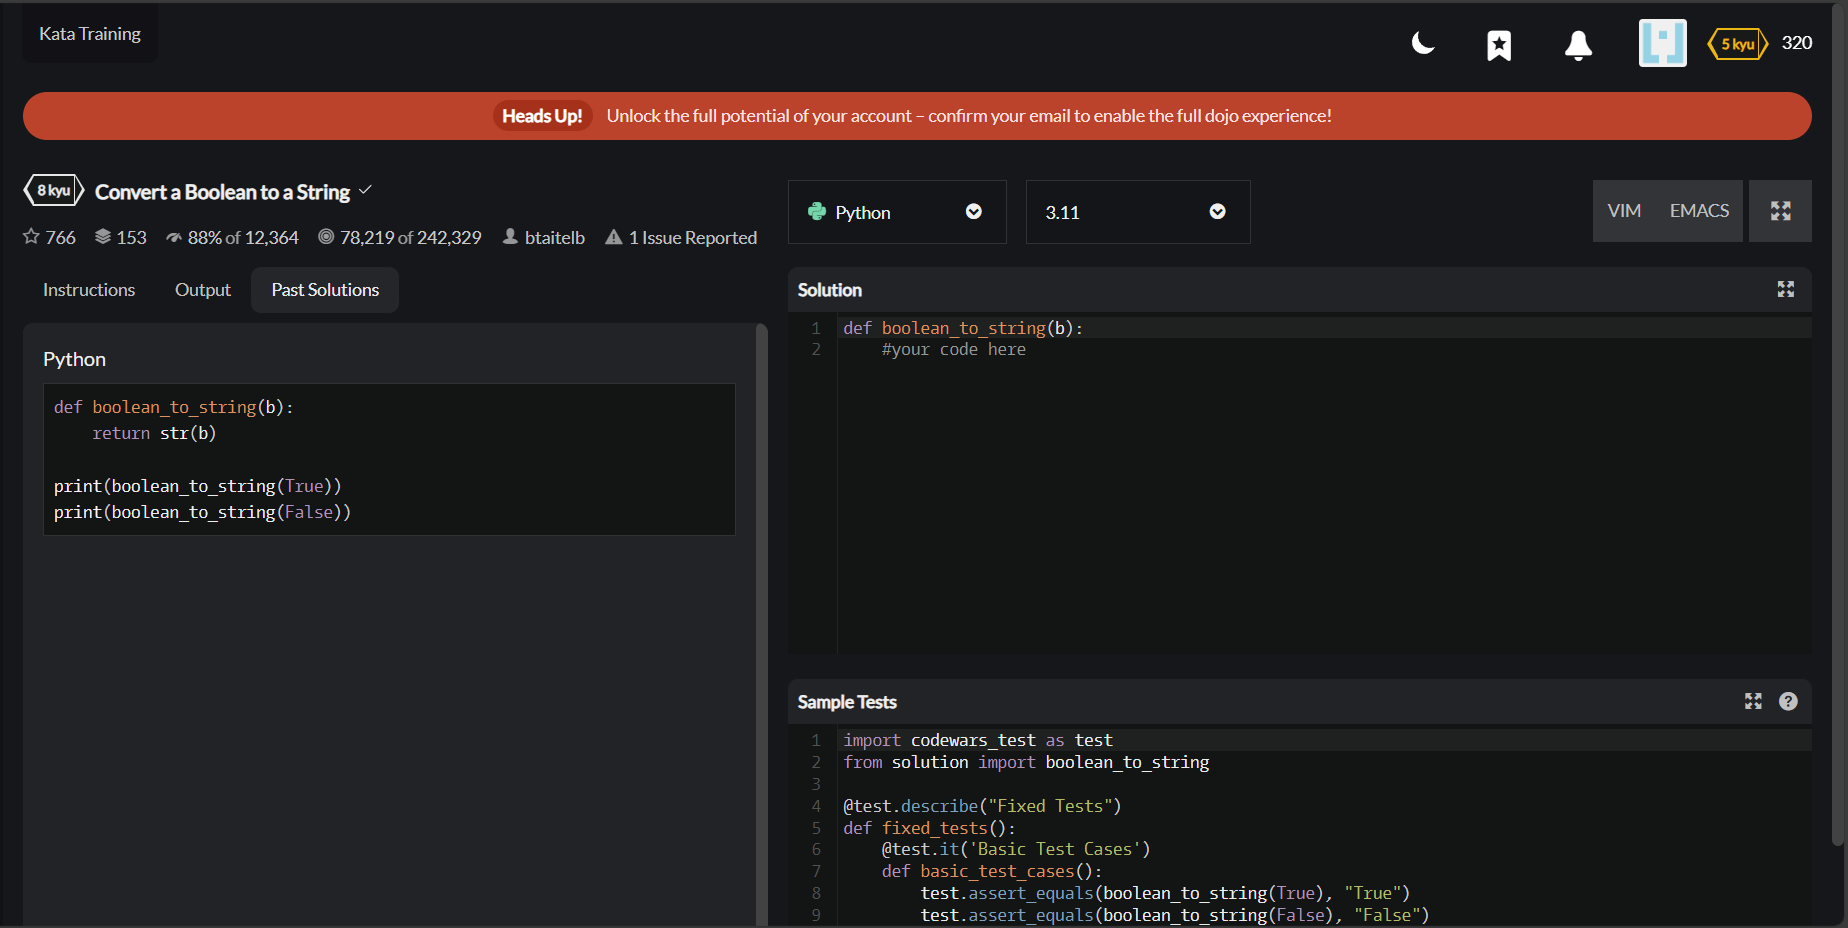 Kata Training
5 kyu 320
Heads Up! Unlock the full potential of your account – confirm your email to enable the full dojo experience!
8 kyu Convert a Boolean to a String
766 153 88% of 12,364 78,219 of 242,329 btaitelb 1 Issue Reported
Instructions Output Past Solutions
Python
def boolean_to_string(b):
    return str(b)
print(boolean_to_string(True))
print(boolean_to_string(False))
Python 3.11 VIM EMACS
Solution
1 def boolean_to_string(b):
2     #your code here
Sample Tests
1 import codewars_test as test
2 from solution import boolean_to_string
3
4 @test.describe("Fixed Tests")
5 def fixed_tests():
6     @test.it('Basic Test Cases')
7     def basic_test_cases():
8         test.assert_equals(boolean_to_string(True), "True")
9         test.assert_equals(boolean_to_string(False), "False")